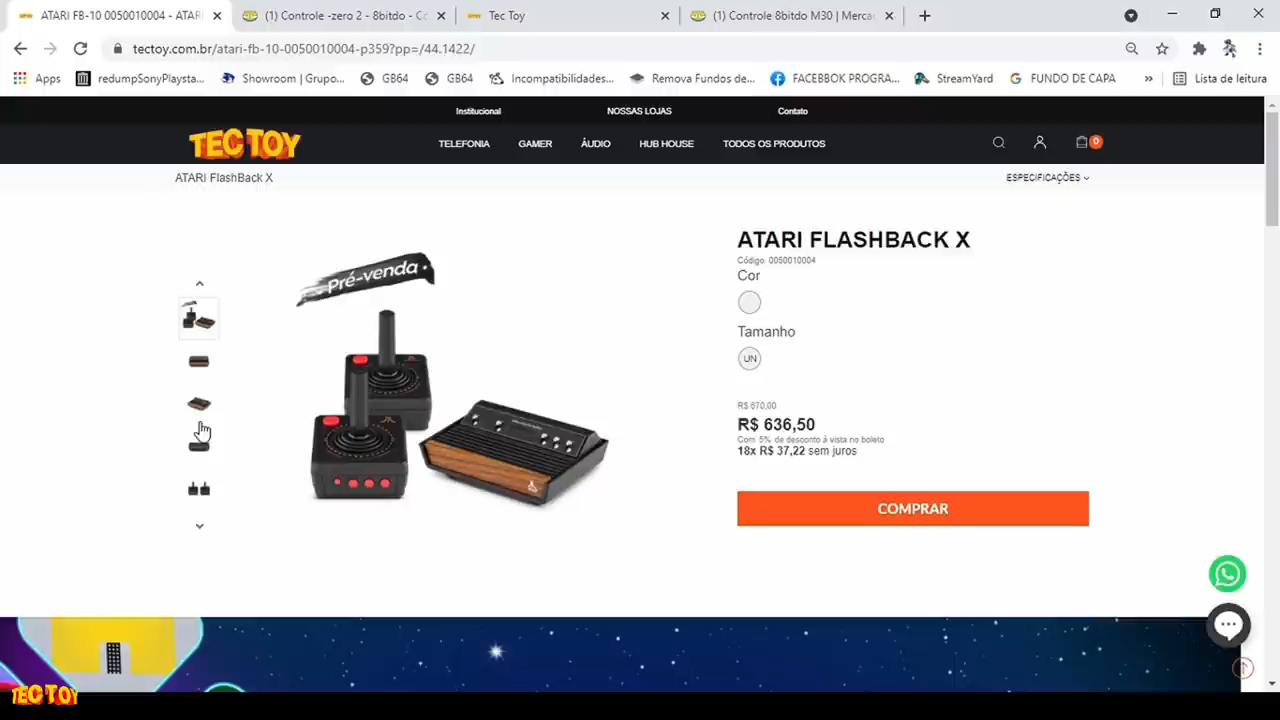 ATARI FB-10 0050010004 - ATARI
(1) Controle -zero 2 - 8bitdo - Co
Tec Toy
(1) Controle 8bitdo M30 | Merca
tectoy.com.br/atari-fb-10-0050010004-p359?pp=/44.1422/
Apps
redumpSonyPlaysta...
Showroom | Grupo...
GB64
GB64
Incompatibilidades...
Remova Fundos de...
FACEBBOK PROGRA...
StreamYard
FUNDO DE CAPA
»
Lista de leitura
Institucional
NOSSAS LOJAS
Contato
TEC TOY
TELEFONIA
GAMER
ÁUDIO
HUB HOUSE
TODOS OS PRODUTOS
0
ATARI FlashBack X
ESPECIFICAÇÕES
Pré-venda
ATARI FLASHBACK X
Código: 0050010004
Cor
Tamanho
UN
R$ 670,00
R$ 636,50
Com 5% de desconto à vista no boleto
18x R$ 37,22 sem juros
COMPRAR
TEC TOY